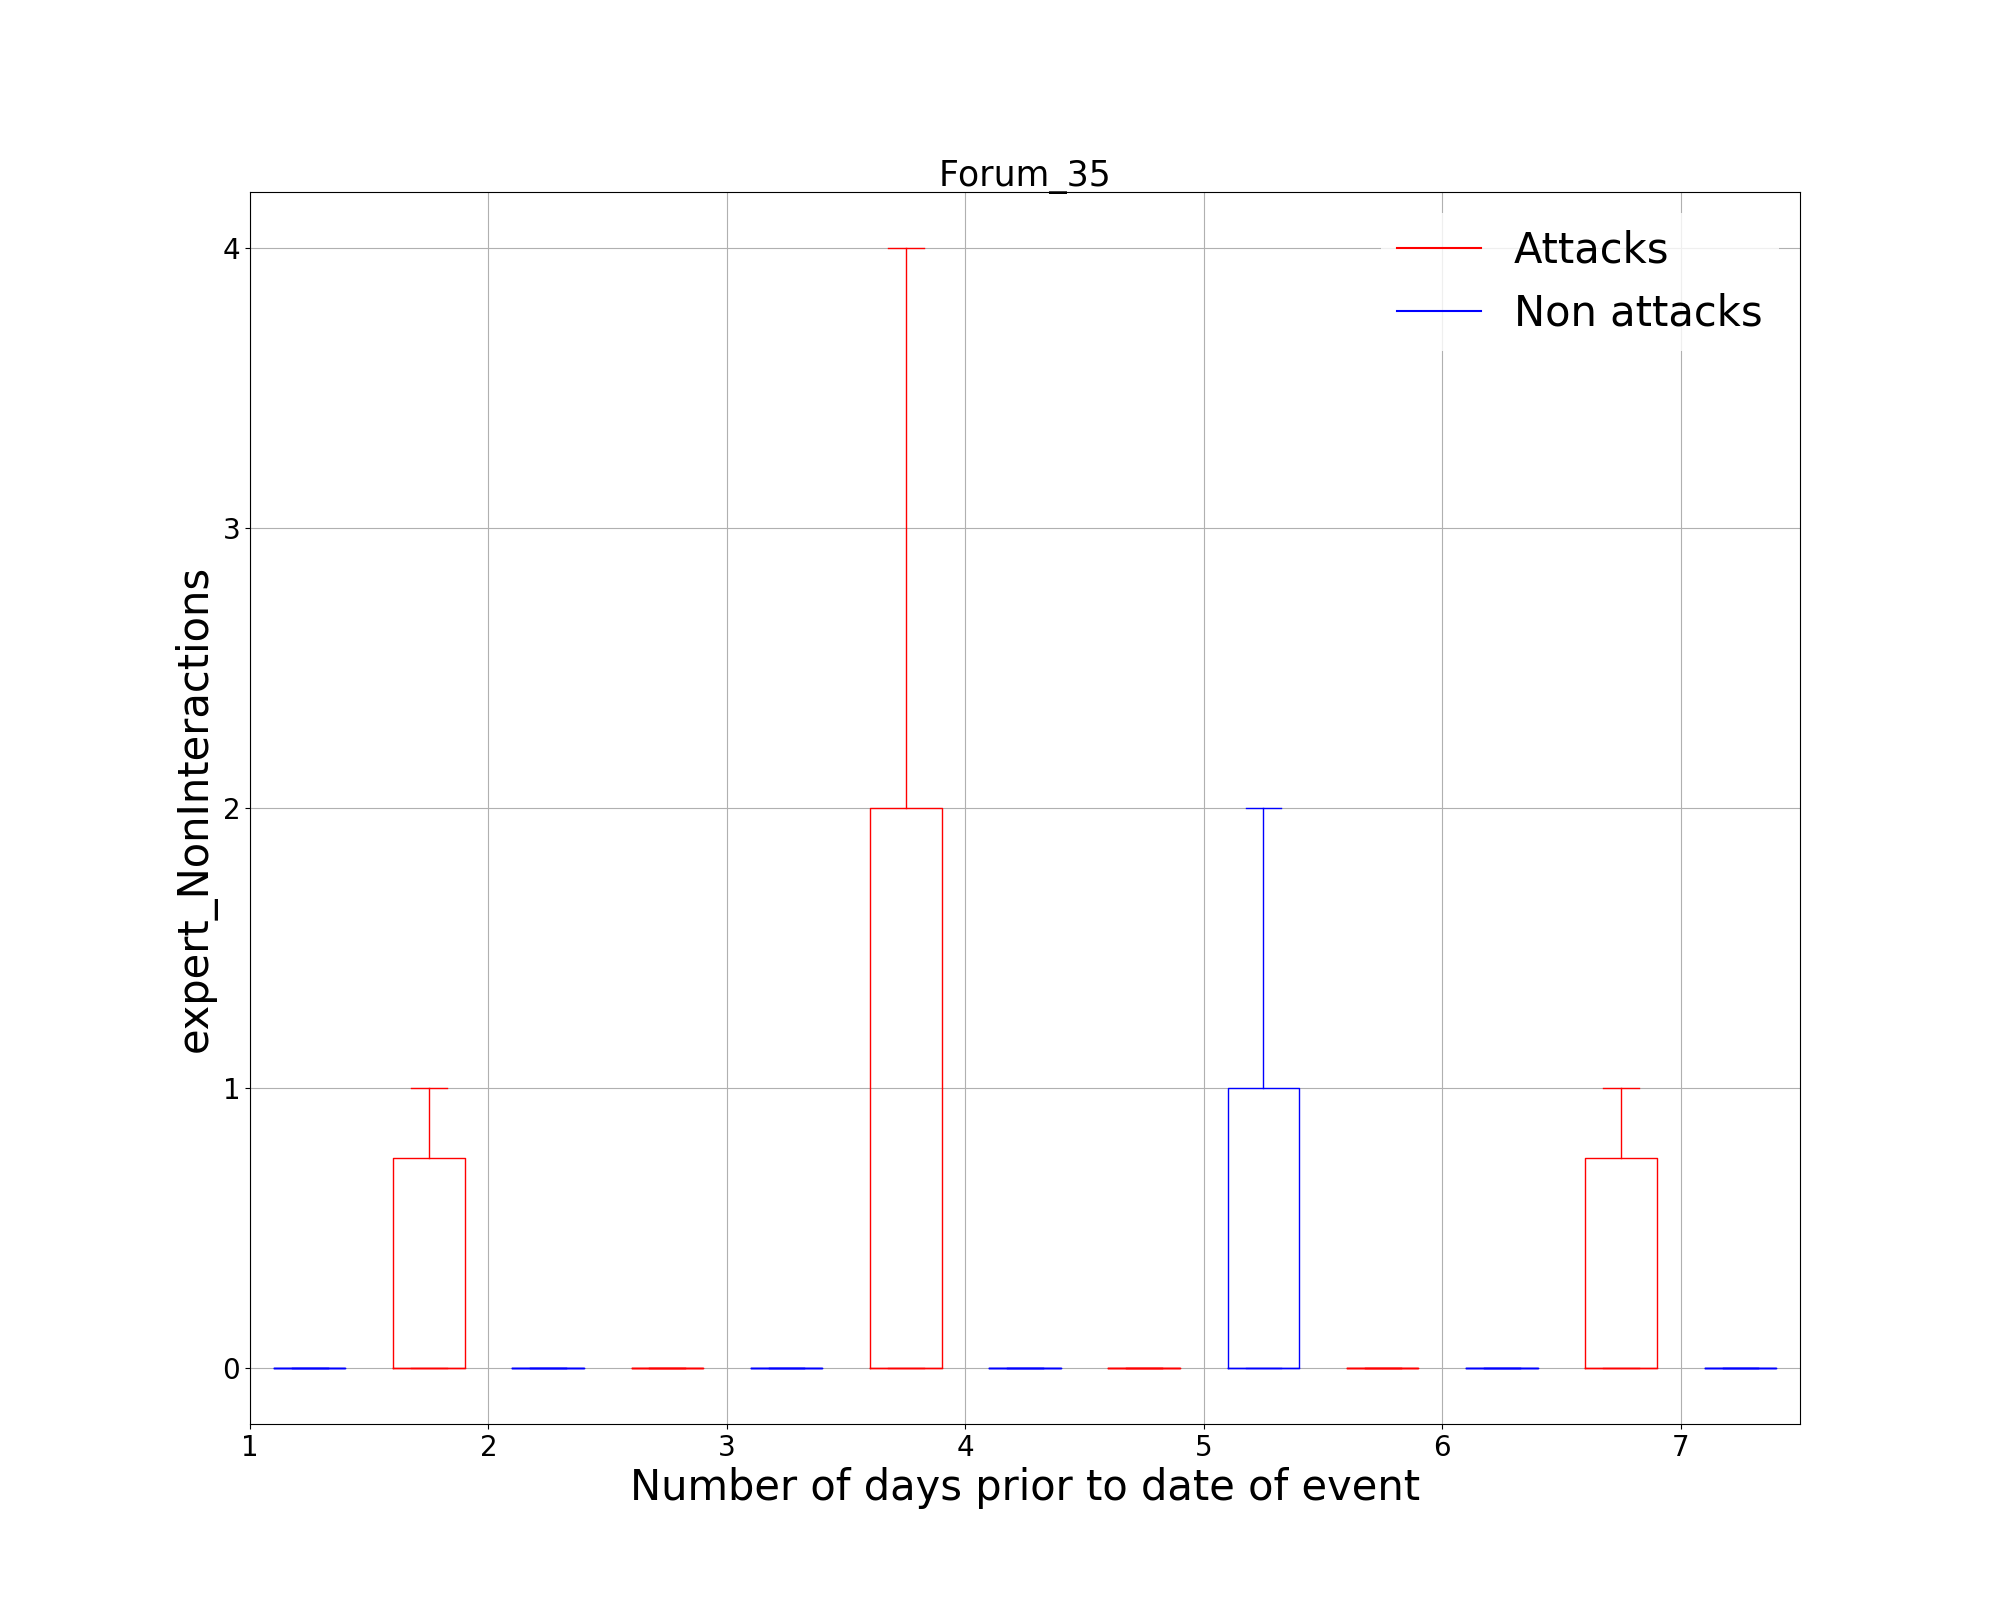 Forum_35
Attacks
Non attacks
4
3
2
1
0
expert_NonInteractions
1 2 3 4 5 6 7
Number of days prior to date of event